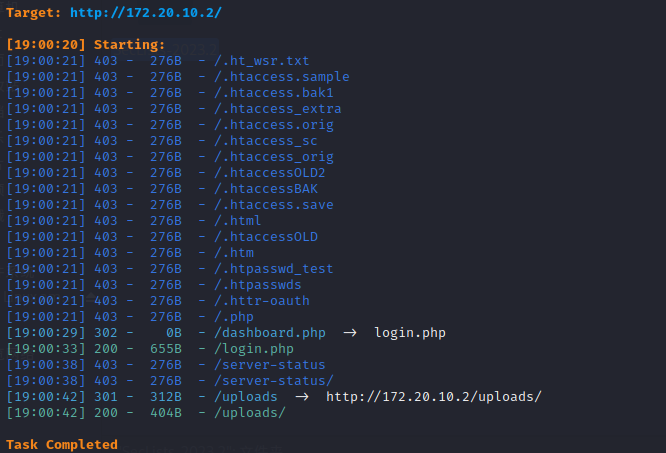 Target: http://172.20.10.2/
[19:00:20] Starting:
[19:00:21] 403 -  276B  - /.ht_wsr.txt
[19:00:21] 403 -  276B  - /.htaccess.sample
[19:00:21] 403 -  276B  - /.htaccess.bak1
[19:00:21] 403 -  276B  - /.htaccess_extra
[19:00:21] 403 -  276B  - /.htaccess.orig
[19:00:21] 403 -  276B  - /.htaccess_sc
[19:00:21] 403 -  276B  - /.htaccess_orig
[19:00:21] 403 -  276B  - /.htaccessOLD2
[19:00:21] 403 -  276B  - /.htaccessBAK
[19:00:21] 403 -  276B  - /.htaccess.save
[19:00:21] 403 -  276B  - /.html
[19:00:21] 403 -  276B  - /.htaccessOLD
[19:00:21] 403 -  276B  - /.htm
[19:00:21] 403 -  276B  - /.htpasswd_test
[19:00:21] 403 -  276B  - /.htpasswds
[19:00:21] 403 -  276B  - /.httr-oauth
[19:00:21] 403 -  276B  - /.php
[19:00:29] 302 -    0B  - /dashboard.php  ->  login.php
[19:00:33] 200 -  655B  - /login.php
[19:00:38] 403 -  276B  - /server-status
[19:00:38] 403 -  276B  - /server-status/
[19:00:42] 301 -  312B  - /uploads  ->  http://172.20.10.2/uploads/
[19:00:42] 200 -  404B  - /uploads/
Task Completed